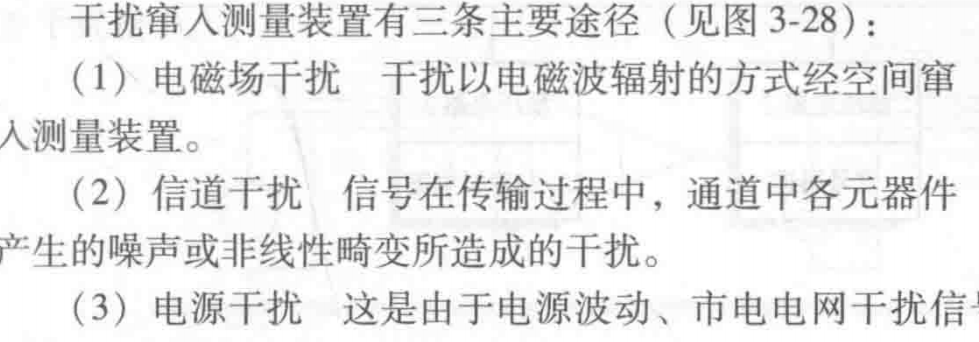 干扰窜入测量装置有三条主要途径（见图 3-28）：
（1）电磁场干扰 干扰以电磁波辐射的方式经空间窜
入测量装置。
（2）信道干扰 信号在传输过程中，通道中各元器件
产生的噪声或非线性畸变所造成的干扰。
（3）电源干扰 这是由于电源波动、市电电网干扰信